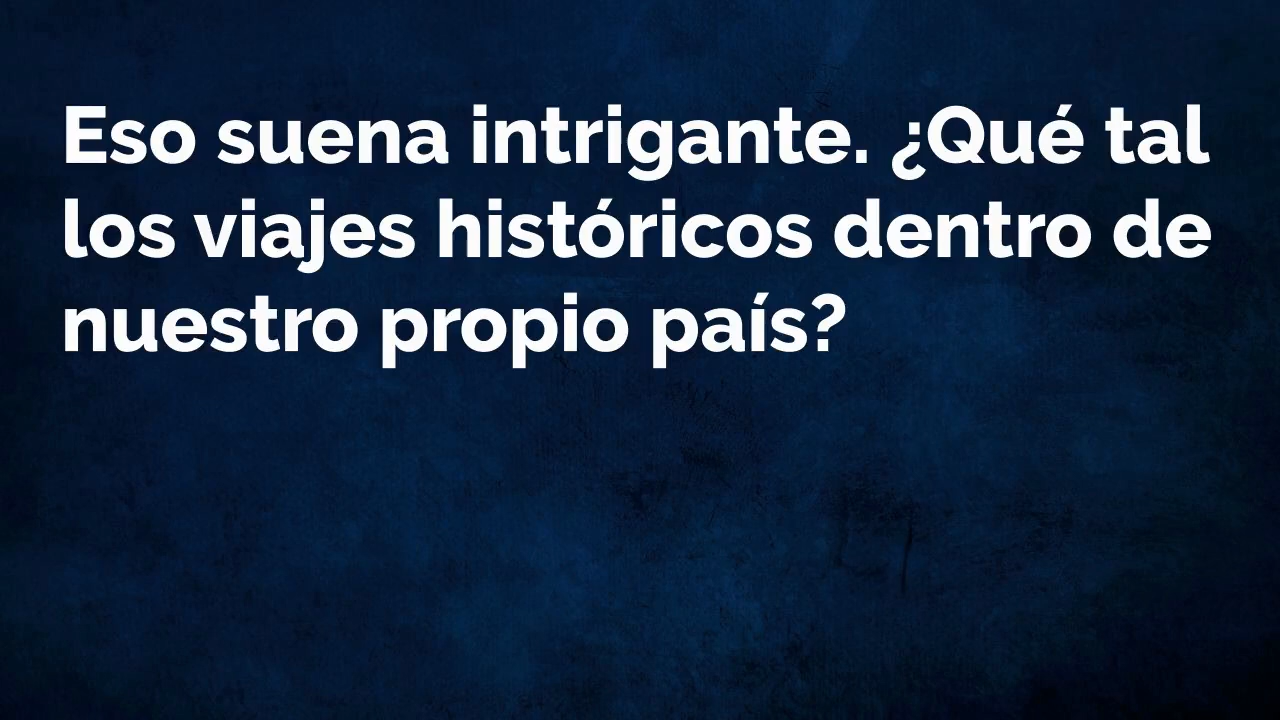 Eso suena intrigante. ¿Qué tal
los viajes históricos dentro de
nuestro propio país?